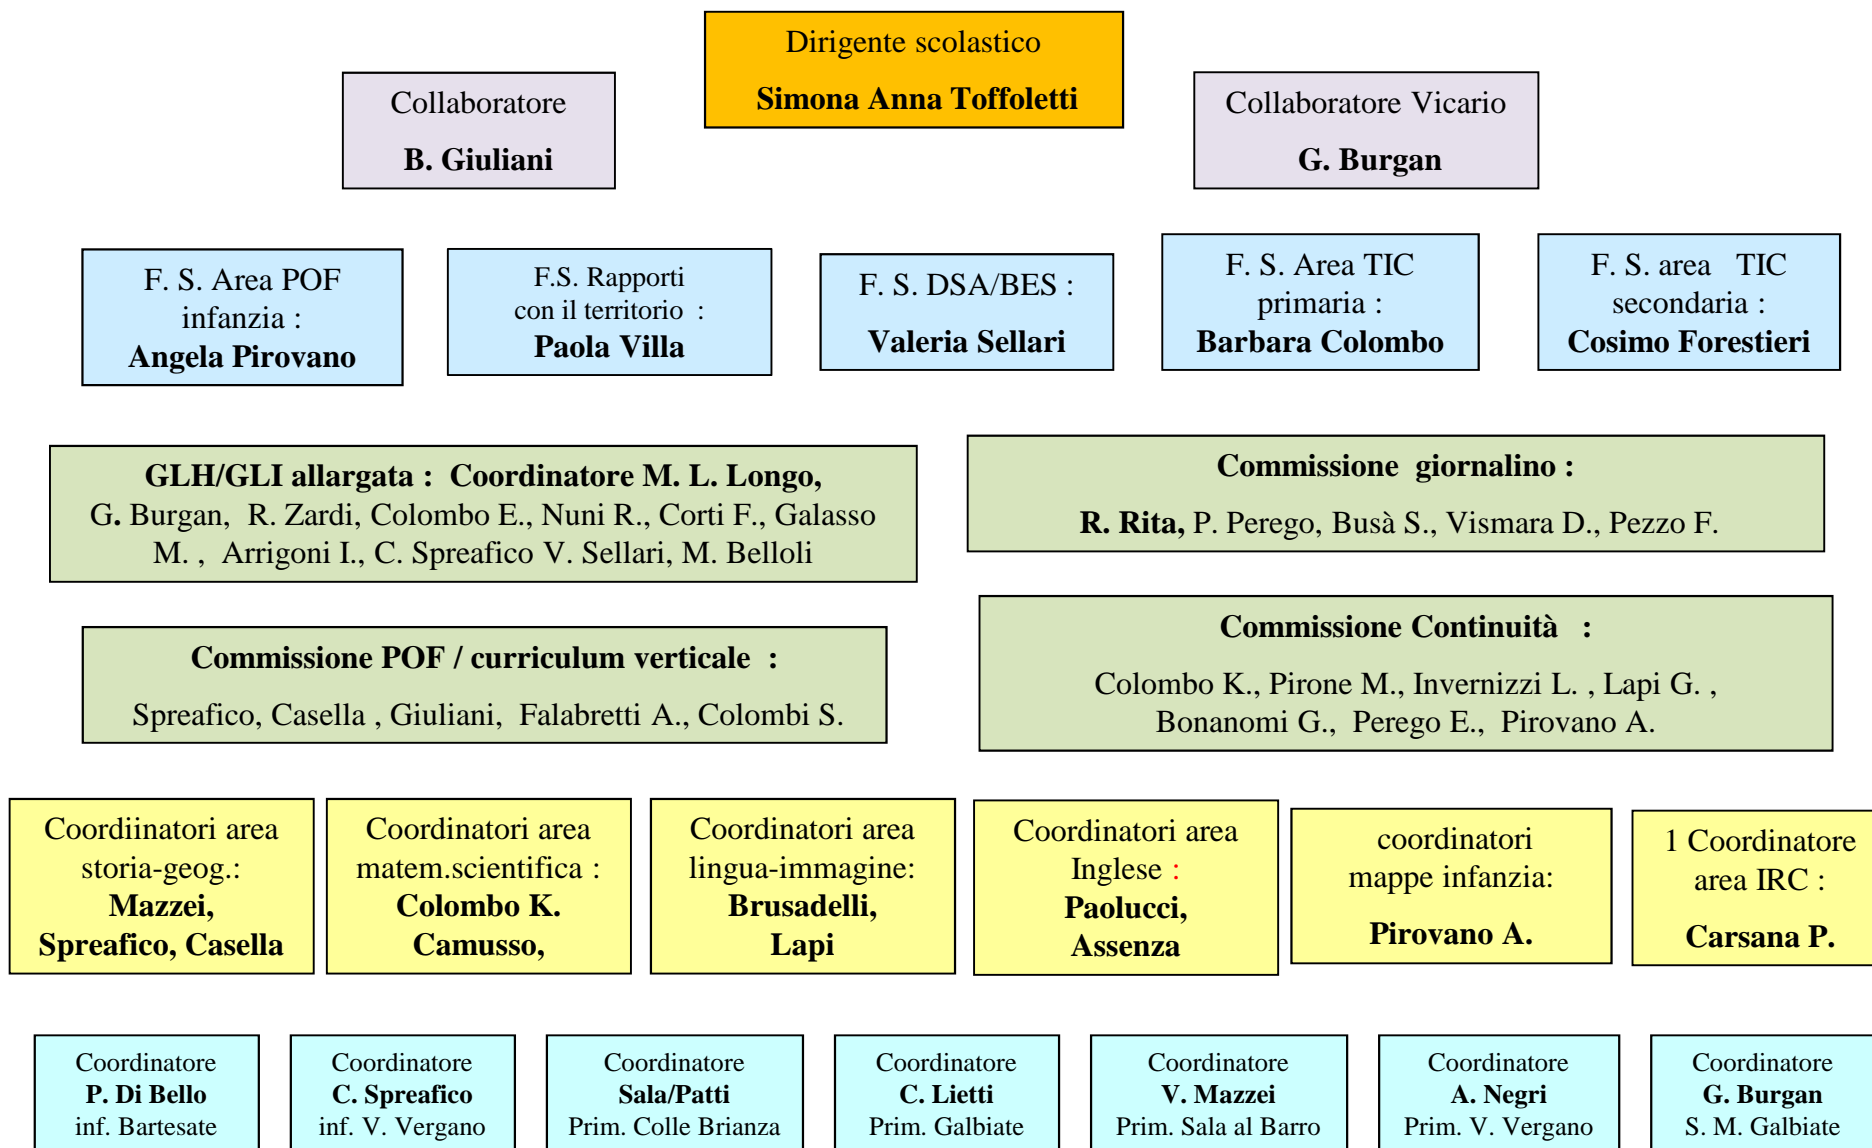 Dirigente scolastico
Simona Anna Toffoletti
Collaboratore
B. Giuliani
Collaboratore Vicario
G. Burgan
F. S. Area POF
infanzia :
Angela Pirovano
F.S. Rapporti
con il territorio :
Paola Villa
F. S. DSA/BES :
Valeria Sellari
F. S. Area TIC
primaria :
Barbara Colombo
F. S. area TIC
secondaria :
Cosimo Forestieri
GLH/GLI allargata : Coordinatore M. L. Longo,
G. Burgan, R. Zardi, Colombo E., Nuni R., Corti F., Galasso
M. , Arrigoni I., C. Spreafico V. Sellari, M. Belloli
Commissione giornalino :
R. Rita, P. Perego, Busà S., Vismara D., Pezzo F.
Commissione POF / curriculum verticale :
Spreafico, Casella , Giuliani, Falabretti A., Colombi S.
Commissione Continuità :
Colombo K., Pirone M., Invernizzi L. , Lapi G. ,
Bonanomi G., Perego E., Pirovano A.
Coordiinatori area
storia-geog.:
Mazzei,
Spreafico, Casella
Coordinatori area
matem.scientifica :
Colombo K.
Camusso,
Coordinatori area
lingua-immagine:
Brusadelli,
Lapi
Coordinatori area
Inglese :
Paolucci,
Assenza
coordinatori
mappe infanzia:
Pirovano A.
1 Coordinatore
area IRC :
Carsana P.
Coordinatore
P. Di Bello
inf. Bartesate
Coordinatore
C. Spreafico
inf. V. Vergano
Coordinatore
Sala/Patti
Prim. Colle Brianza
Coordinatore
C. Lietti
Prim. Galbiate
Coordinatore
V. Mazzei
Prim. Sala al Barro
Coordinatore
A. Negri
Prim. V. Vergano
Coordinatore
G. Burgan
S. M. Galbiate